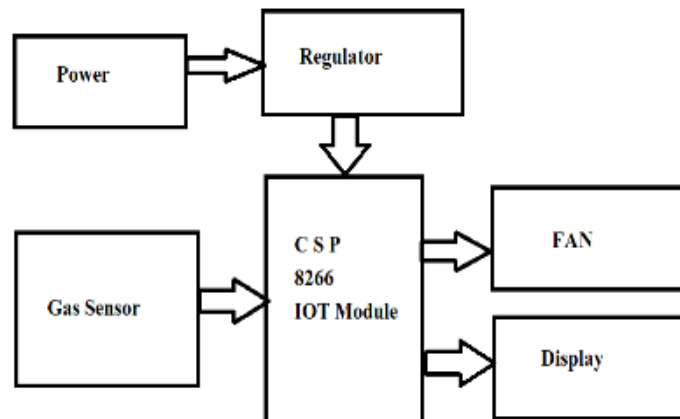 Power
Regulator
C S P
8266
IOT Module
Gas Sensor
FAN
Display